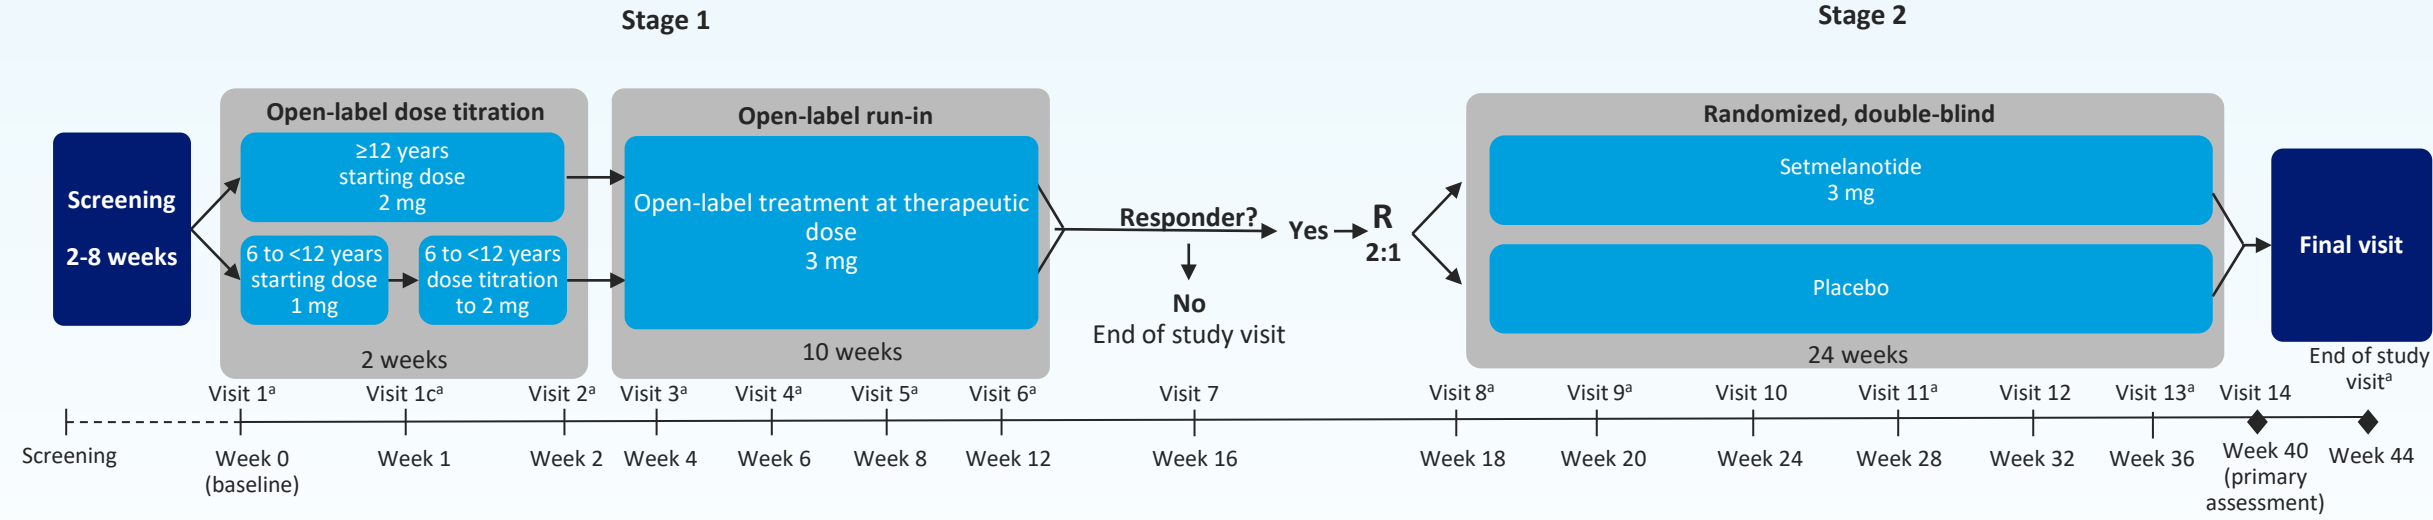 Stage 1
Stage 2
Screening
2-8 weeks
Open-label dose titration
≥12 years
starting dose
2 mg
6 to <12 years
starting dose
1 mg
6 to <12 years
dose titration
to 2 mg
2 weeks
Open-label run-in
Open-label treatment at therapeutic
dose
3 mg
10 weeks
Responder?
No
End of study visit
Yes
R
2:1
Randomized, double-blind
Setmelanotide
3 mg
Placebo
24 weeks
Final visit
End of study
visitᵃ
Visit 1ᵃ
Visit 1cᵃ
Visit 2ᵃ
Visit 3ᵃ
Visit 4ᵃ
Visit 5ᵃ
Visit 6ᵃ
Visit 7
Visit 8ᵃ
Visit 9ᵃ
Visit 10
Visit 11ᵃ
Visit 12
Visit 13ᵃ
Visit 14
Screening
Week 0
(baseline)
Week 1
Week 2
Week 4
Week 6
Week 8
Week 12
Week 16
Week 18
Week 20
Week 24
Week 28
Week 32
Week 36
Week 40
(primary
assessment)
Week 44